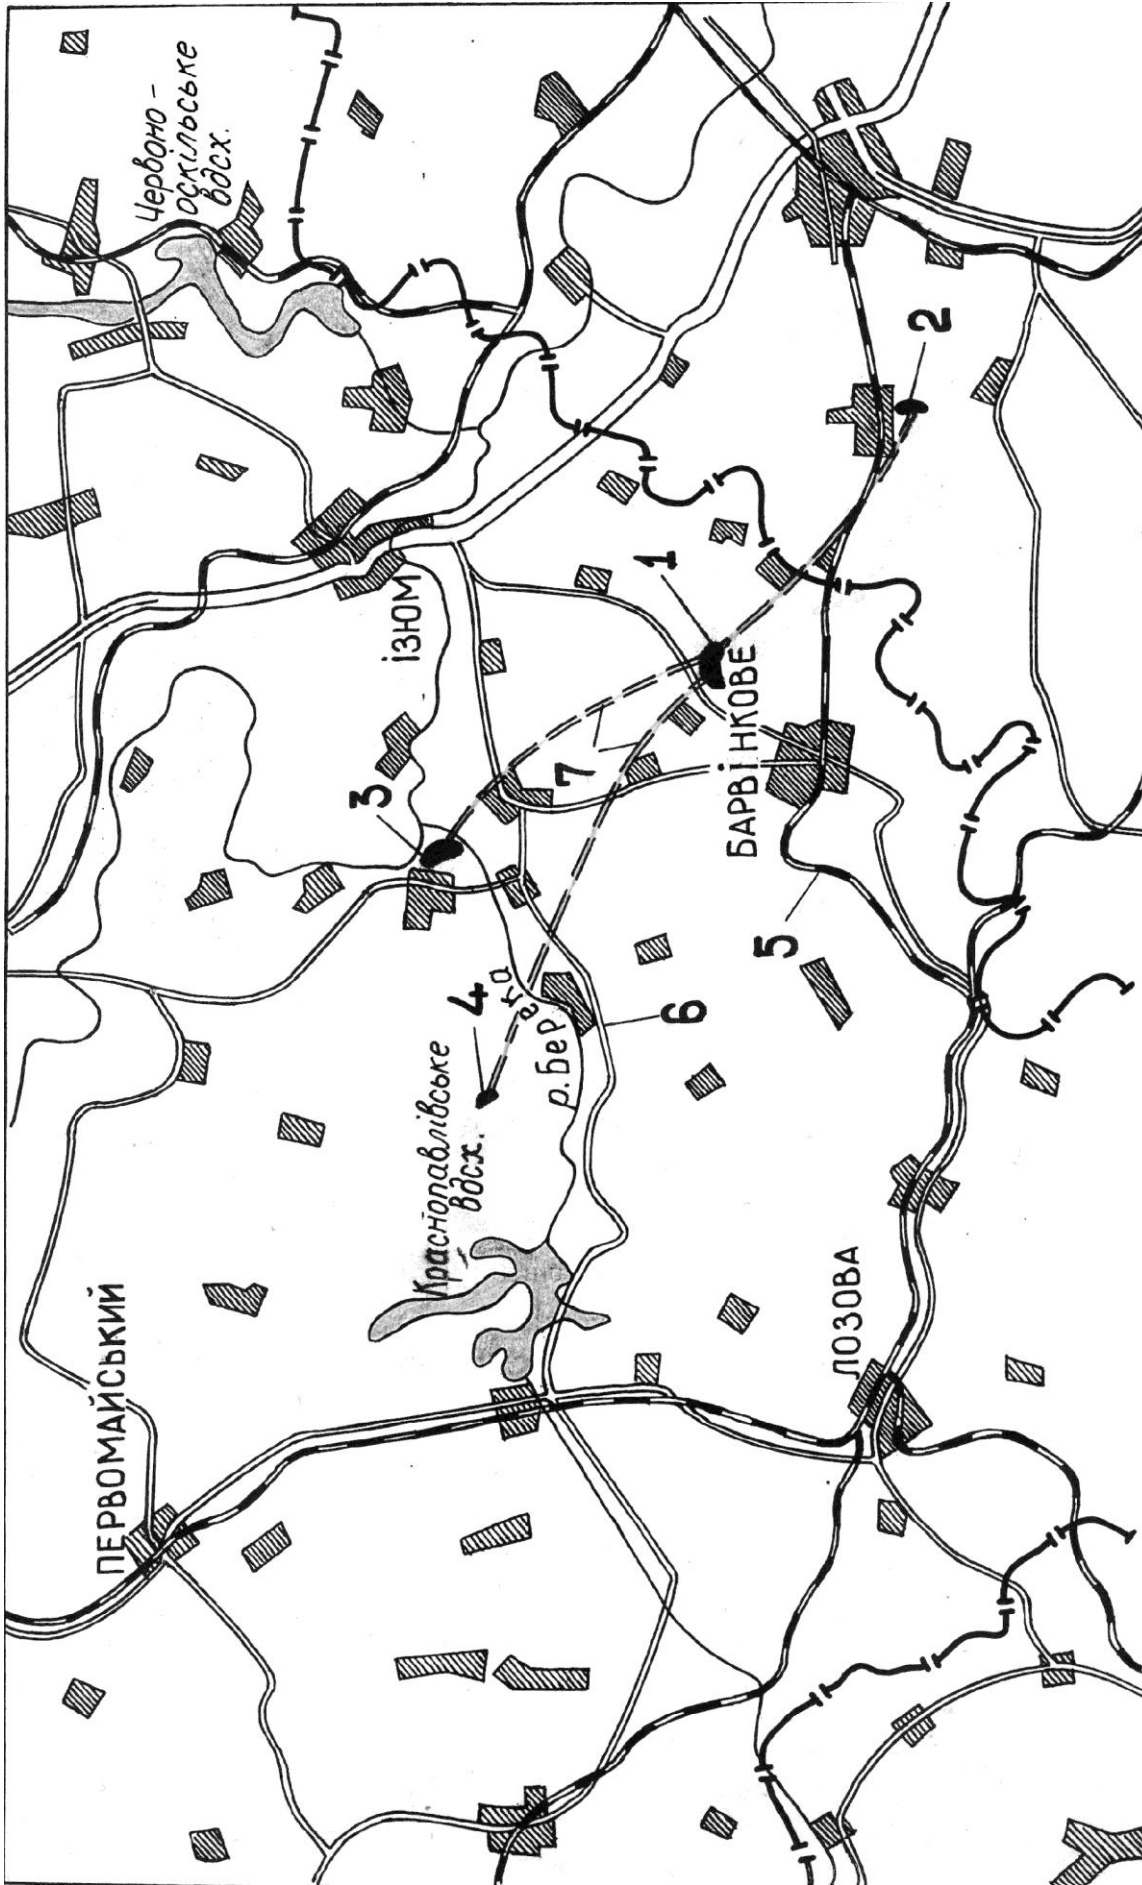 Червоно-
оскільське
вдсх.
ІЗЮМ
3
1
2
7
БАРВІНКОВЕ
5
4
р. Берека
6
Краснопавлівське
вдсх.
ПЕРВОМАЙСЬКИЙ
ЛОЗОВА